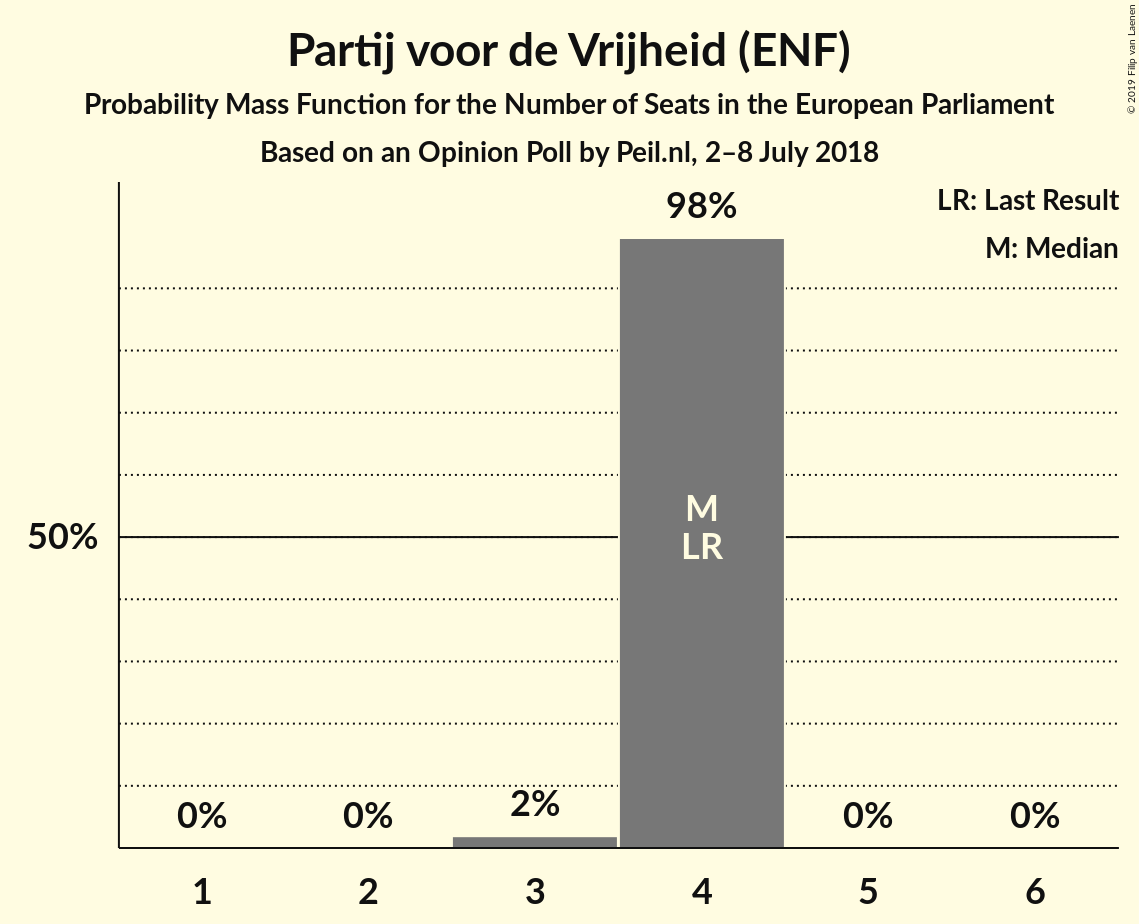 Partij voor de Vrijheid (ENF)
Probability Mass Function for the Number of Seats in the European Parliament
Based on an Opinion Poll by Peil.nl, 2–8 July 2018
© 2019 Filip van Laenen
LR: Last Result
M: Median
98%
M
LR
50%
0%
0%
2%
0%
0%
1
2
3
4
5
6